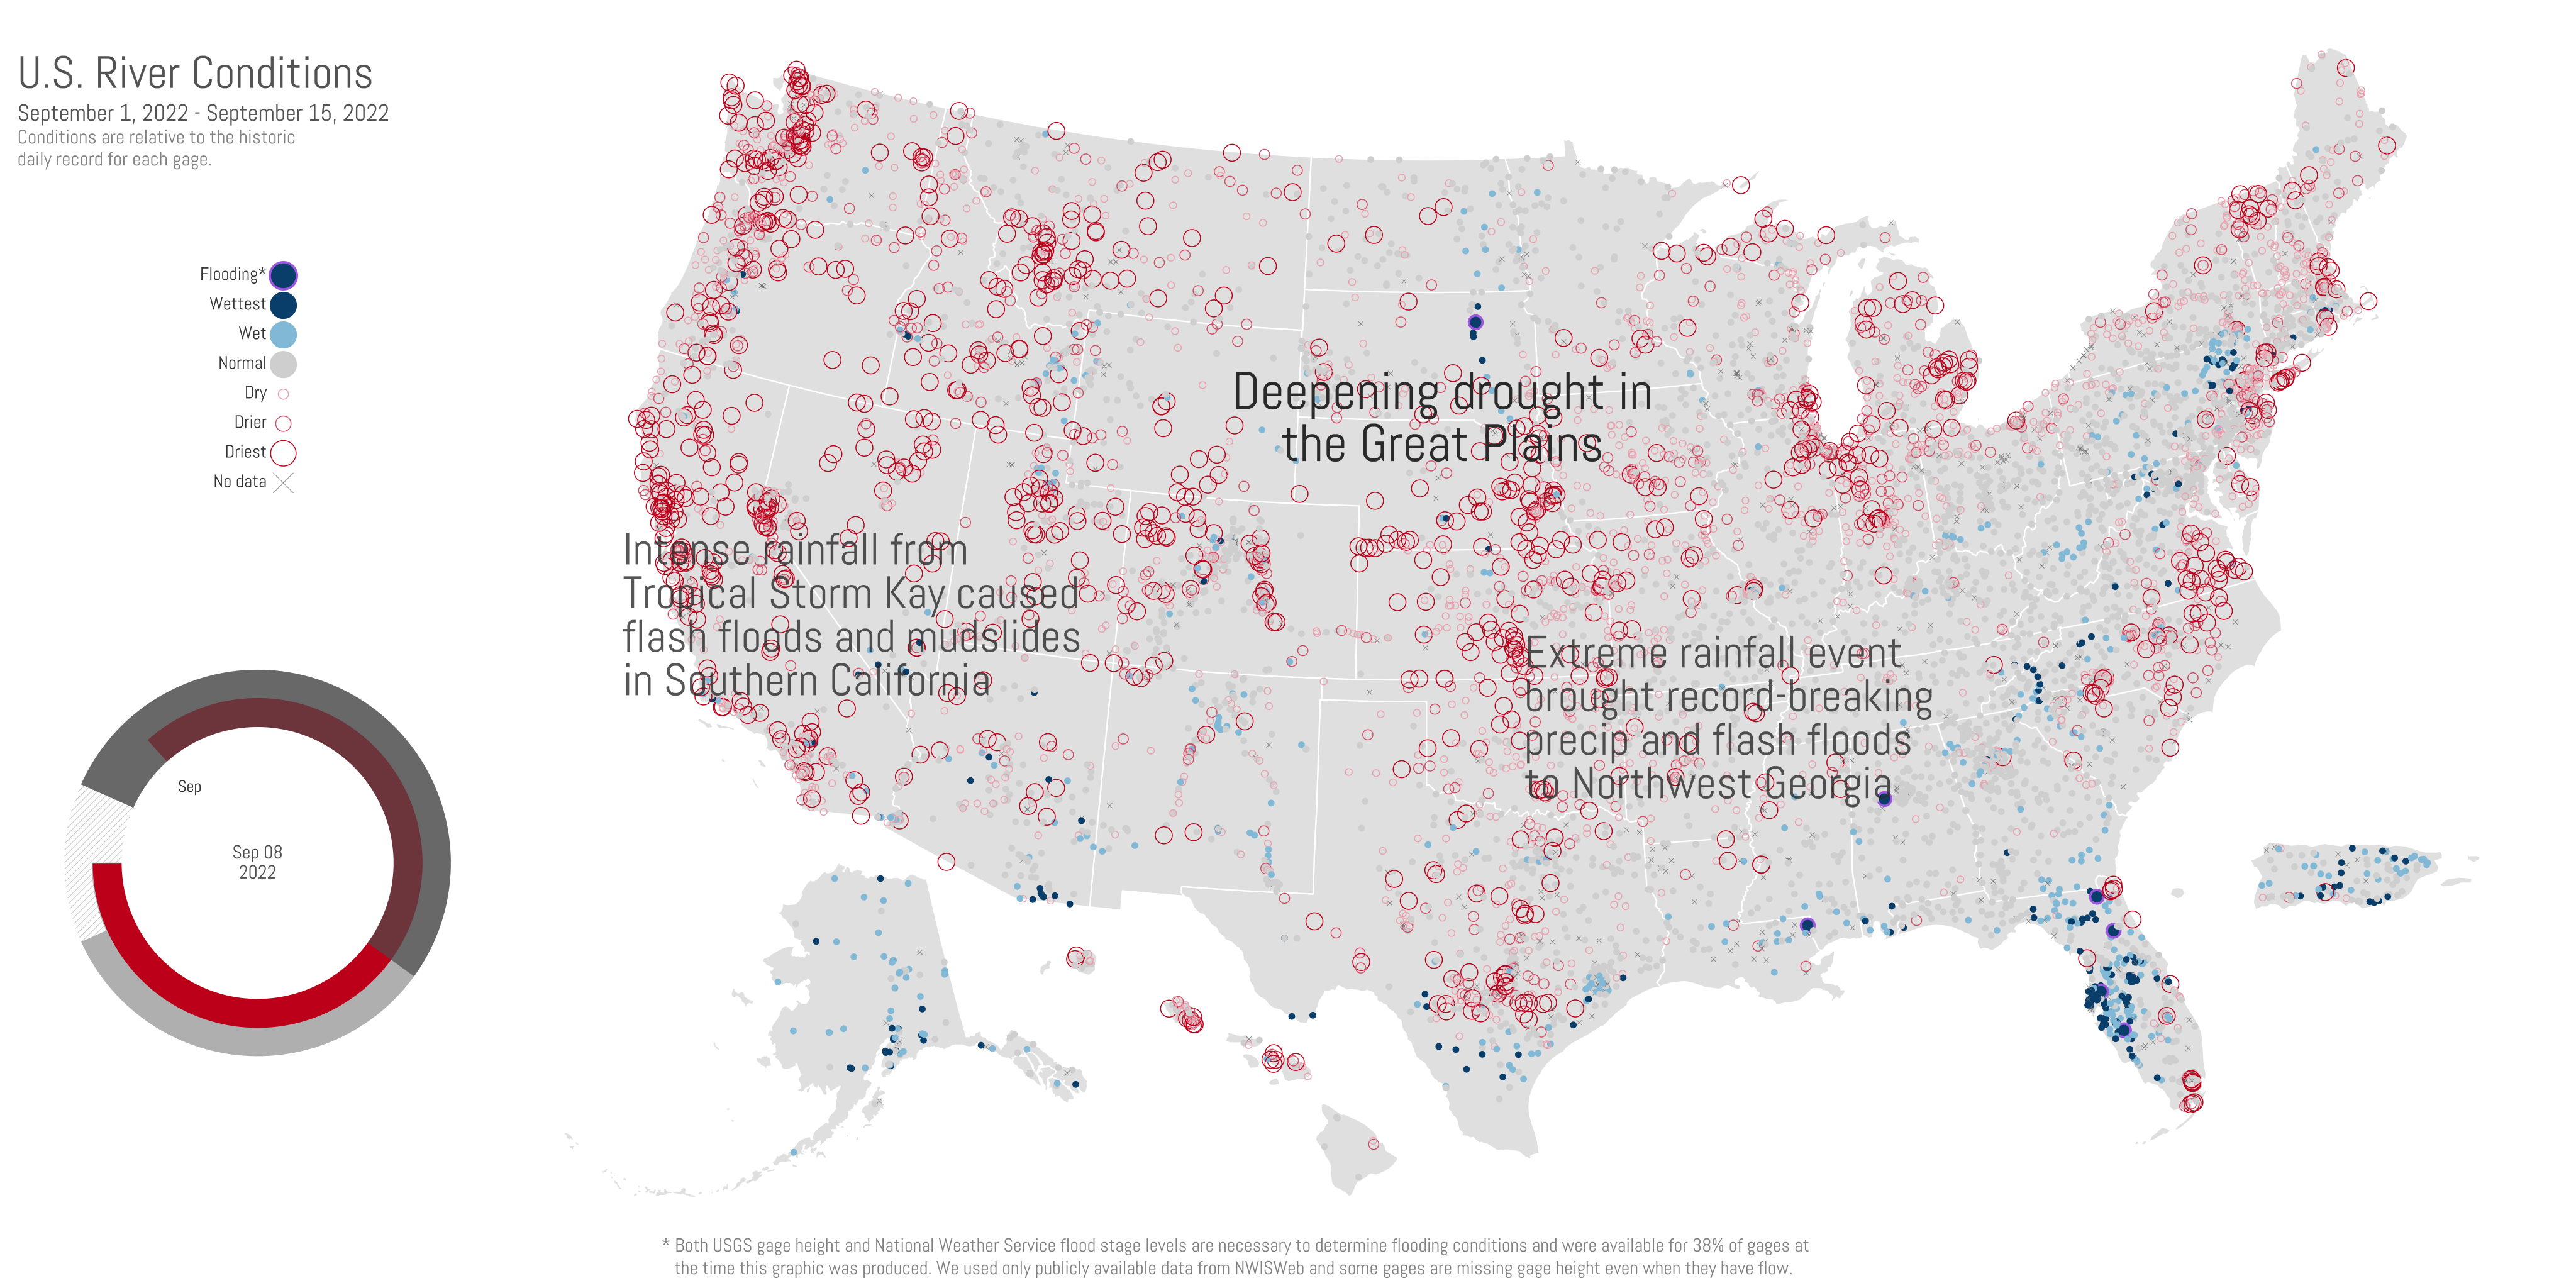 U.S. River Conditions
September 1, 2022 - September 15, 2022
Conditions are relative to the historic
daily record for each gage.
Flooding*
Wettest
Wet
Normal
Dry
Drier
Driest
No data
Deepening drought in
the Great Plains
Intense rainfall from
Tropical Storm Kay caused
flash floods and mudslides
in Southern California
Extreme rainfall event
brought record-breaking
precip and flash floods
to Northwest Georgia
Sep
Sep 08
2022
* Both USGS gage height and National Weather Service flood stage levels are necessary to determine flooding conditions and were available for 38% of gages at
the time this graphic was produced. We used only publicly available data from NWISWeb and some gages are missing gage height even when they have flow.